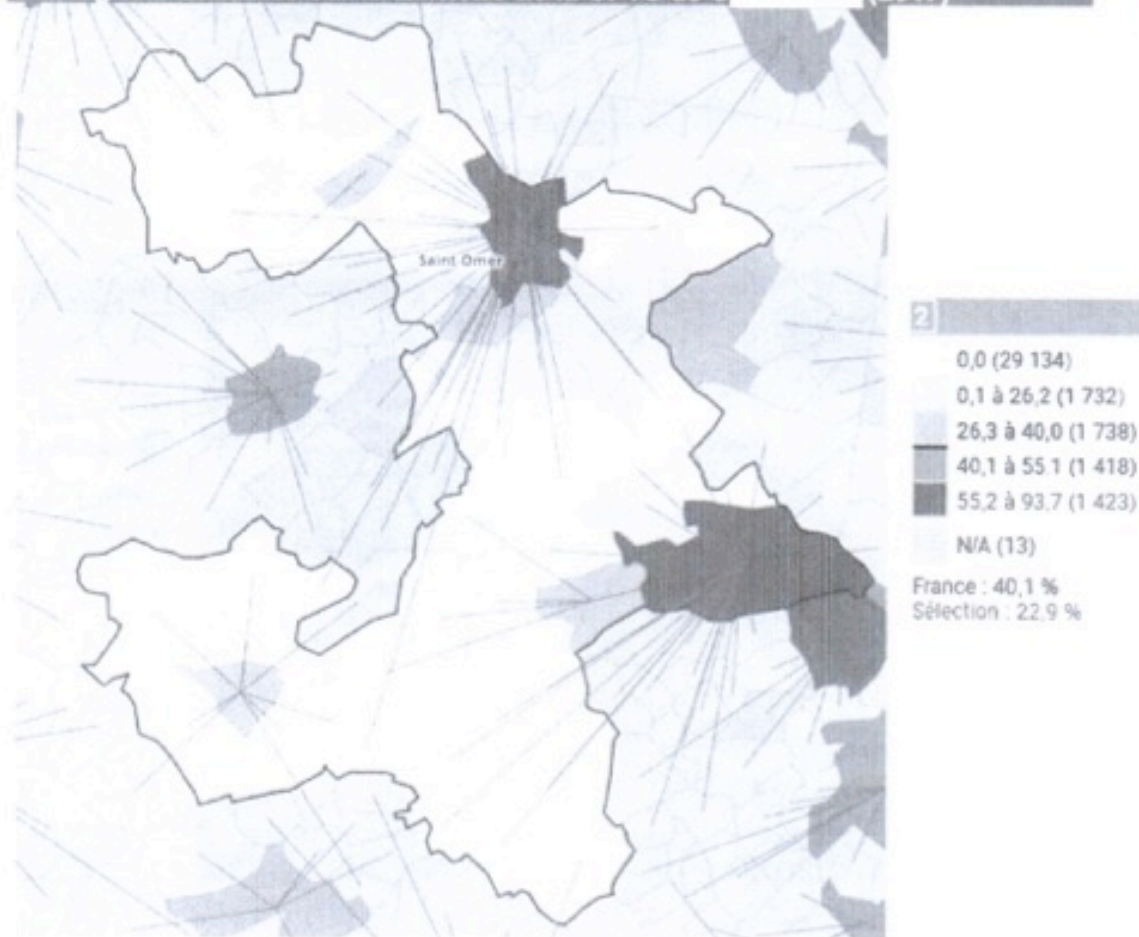 Saint Omer
2
0,0 (29 134)
0,1 à 26,2 (1 732)
26,3 à 40,0 (1 738)
40,1 à 55.1 (1 418)
55,2 à 93,7 (1 423)
N/A (13)
France : 40,1 %
Sélection : 22,9 %